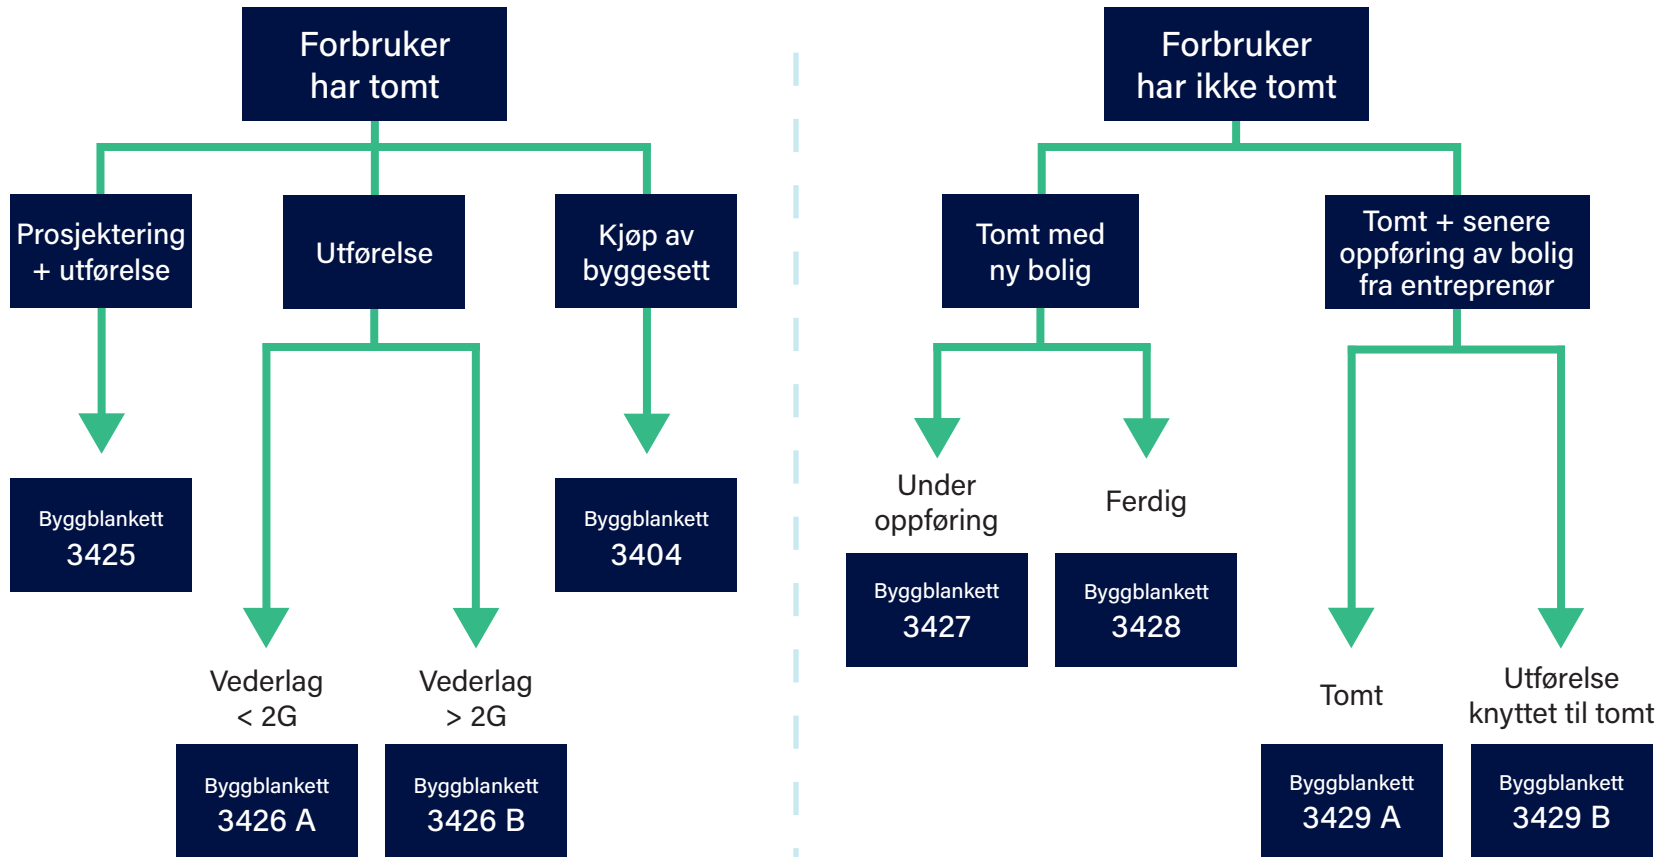 Forbruker
har tomt
Prosjektering
+ utførelse
Utførelse
Kjøp av
byggesett
Byggblankett
3425
Byggblankett
3404
Vederlag
< 2G
Vederlag
> 2G
Byggblankett
3426 A
Byggblankett
3426 B
Forbruker
har ikke tomt
Tomt med
ny bolig
Tomt + senere
oppføring av bolig
fra entreprenør
Under
oppføring
Ferdig
Byggblankett
3427
Byggblankett
3428
Tomt
Utførelse
knyttet til tomt
Byggblankett
3429 A
Byggblankett
3429 B